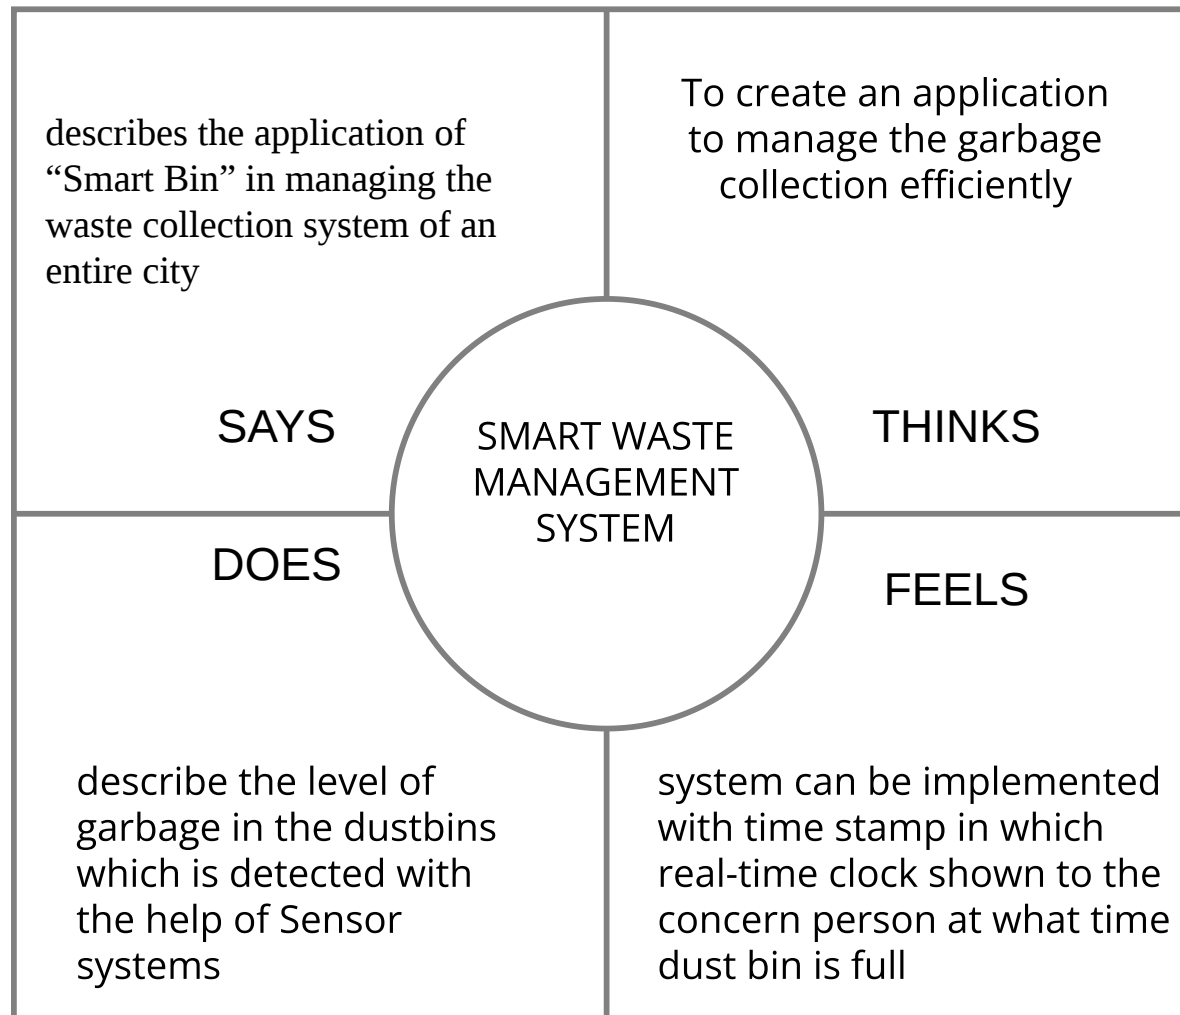 describes the application of
“Smart Bin” in managing the
waste collection system of an
entire city
SAYS
To create an application
to manage the garbage
collection efficiently
THINKS
SMART WASTE
MANAGEMENT
SYSTEM
DOES
describe the level of
garbage in the dustbins
which is detected with
the help of Sensor
systems
FEELS
system can be implemented
with time stamp in which
real-time clock shown to the
concern person at what time
dust bin is full